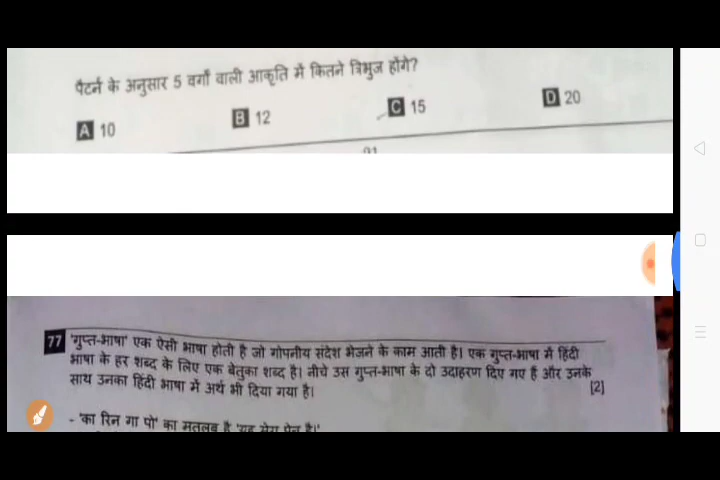 पैटर्न के अनुसार 5 वर्गों वाली आकृति में कितने त्रिभुज होंगे?
A 10 B 12 C 15 D 20
77 'गुप्त-भाषा' एक ऐसी भाषा होती है जो गोपनीय संदेश भेजने के काम आती है। एक गुप्त-भाषा में हिंदी
भाषा के हर शब्द के लिए एक बेतुका शब्द है। नीचे उस गुप्त-भाषा के दो उदाहरण दिए गए हैं और उनके
साथ उनका हिंदी भाषा में अर्थ भी दिया गया है। [2]
- 'का रिन गा पो' का मतलब है 'यह मेरा पेन है।'